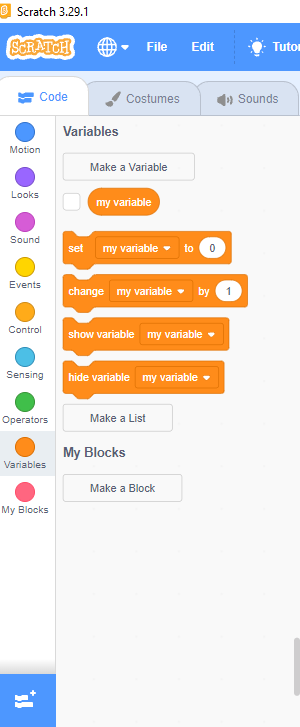 Scratch 3.29.1
SCRATCH File Edit Tutor
Code Costumes Sounds
Motion
Looks
Sound
Events
Control
Sensing
Operators
Variables
My Blocks
Variables
Make a Variable
my variable
set my variable to 0
change my variable by 1
show variable my variable
hide variable my variable
Make a List
My Blocks
Make a Block